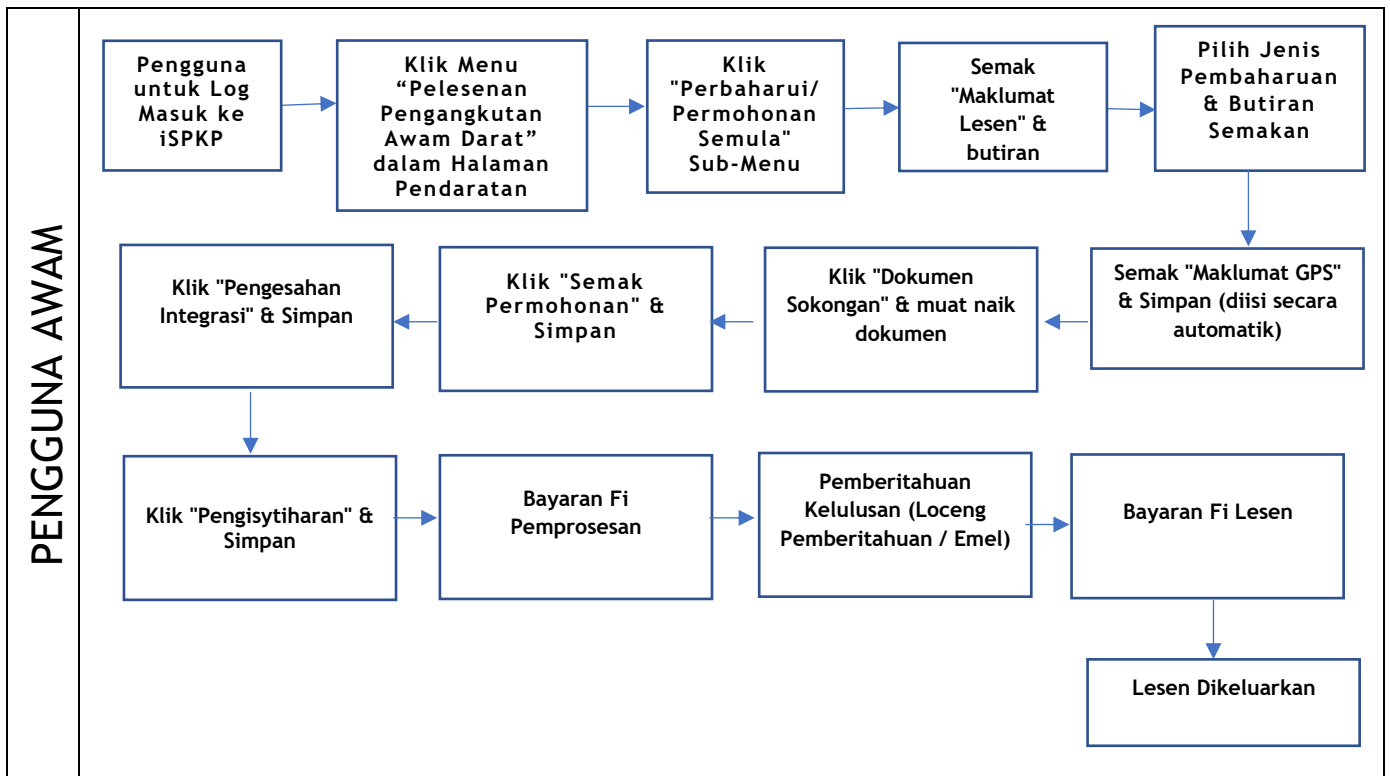 PENGGUNA AWAM
Pengguna
untuk Log
Masuk ke
iSPKP
Klik Menu
“Pelesenan
Pengangkutan
Awam Darat”
dalam Halaman
Pendaratan
Klik
"Perbaharui/
Permohonan
Semula"
Sub-Menu
Semak
"Maklumat
Lesen" &
butiran
Pilih Jenis
Pembaharuan
& Butiran
Semakan
Semak "Maklumat GPS"
& Simpan (diisi secara
automatik)
Klik "Dokumen
Sokongan" & muat naik
dokumen
Klik "Semak
Permohonan" &
Simpan
Klik "Pengesahan
Integrasi" & Simpan
Klik "Pengisytiharan" &
Simpan
Bayaran Fi
Pemprosesan
Pemberitahuan
Kelulusan (Loceng
Pemberitahuan / Emel)
Bayaran Fi Lesen
Lesen Dikeluarkan